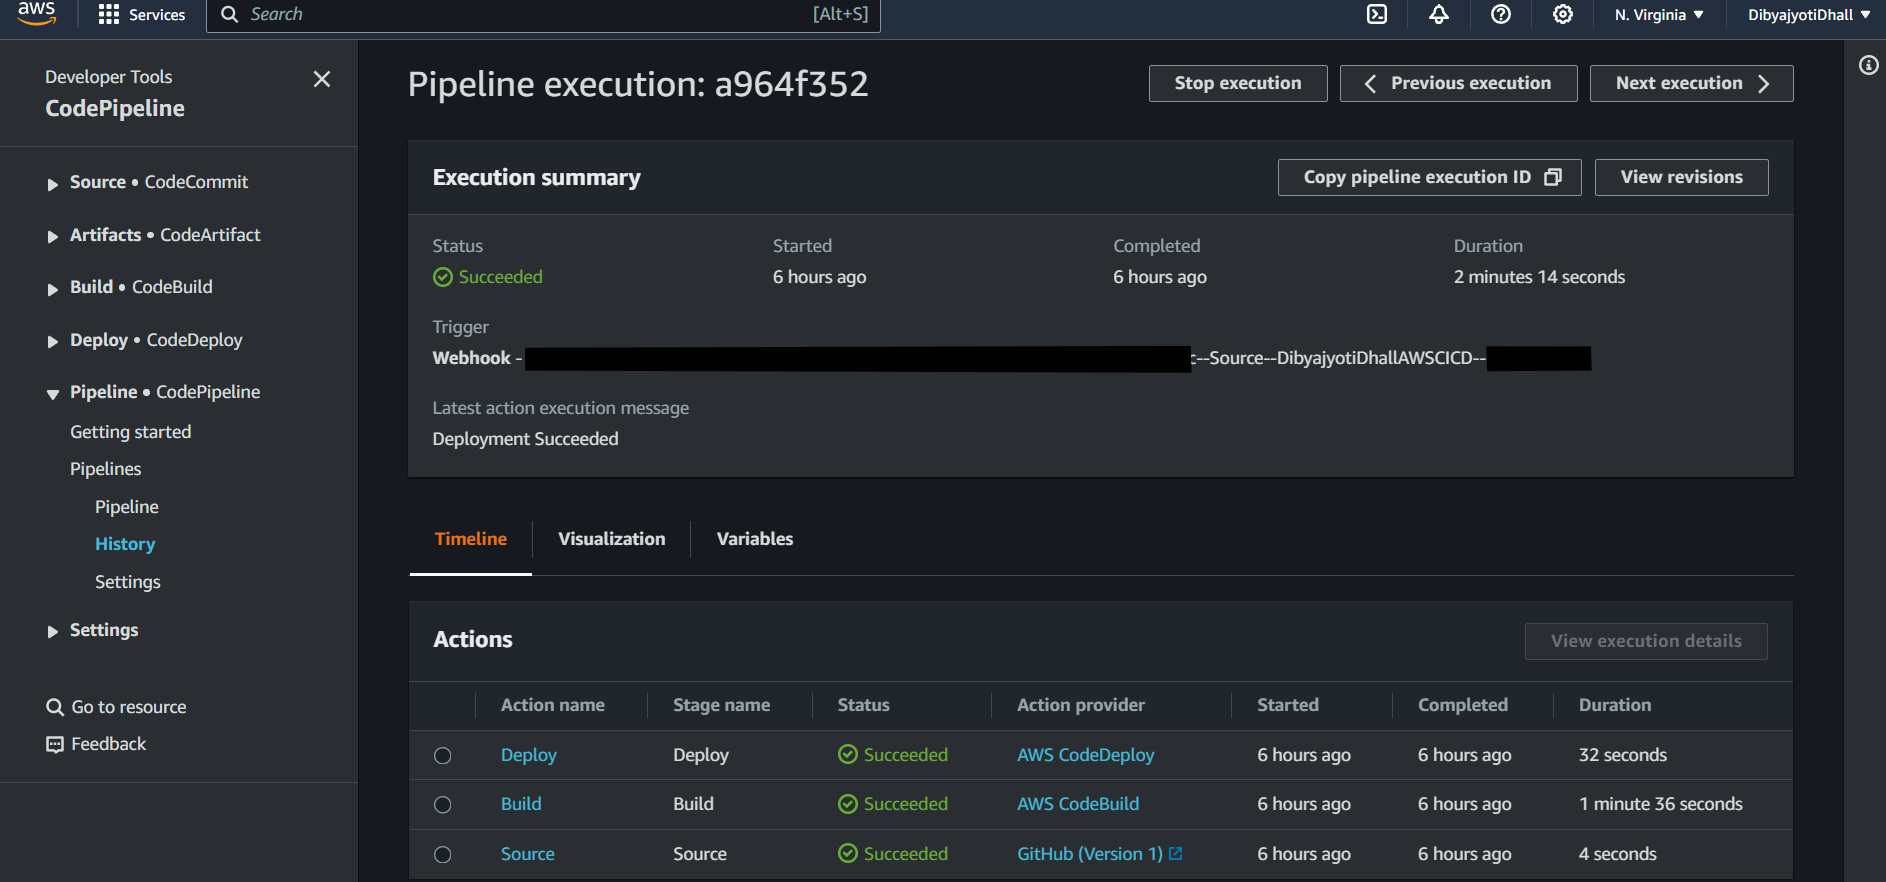 aws Services Search [Alt+S] N. Virginia ▼ DibyajyotiDhall ▼
Developer Tools
CodePipeline
Source • CodeCommit
Artifacts • CodeArtifact
Build • CodeBuild
Deploy • CodeDeploy
Pipeline • CodePipeline
Getting started
Pipelines
Pipeline
History
Settings
Settings
Go to resource
Feedback
Pipeline execution: a964f352
Stop execution Previous execution Next execution
Execution summary
Copy pipeline execution ID View revisions
Status Started Completed Duration
Succeeded 6 hours ago 6 hours ago 2 minutes 14 seconds
Trigger
Webhook - c--Source--DibyajyotiDhallAWSCICD--
Latest action execution message
Deployment Succeeded
Timeline Visualization Variables
Actions
View execution details
Action name Stage name Status Action provider Started Completed Duration
Deploy Deploy Succeeded AWS CodeDeploy 6 hours ago 6 hours ago 32 seconds
Build Build Succeeded AWS CodeBuild 6 hours ago 6 hours ago 1 minute 36 seconds
Source Source Succeeded GitHub (Version 1) 6 hours ago 6 hours ago 4 seconds